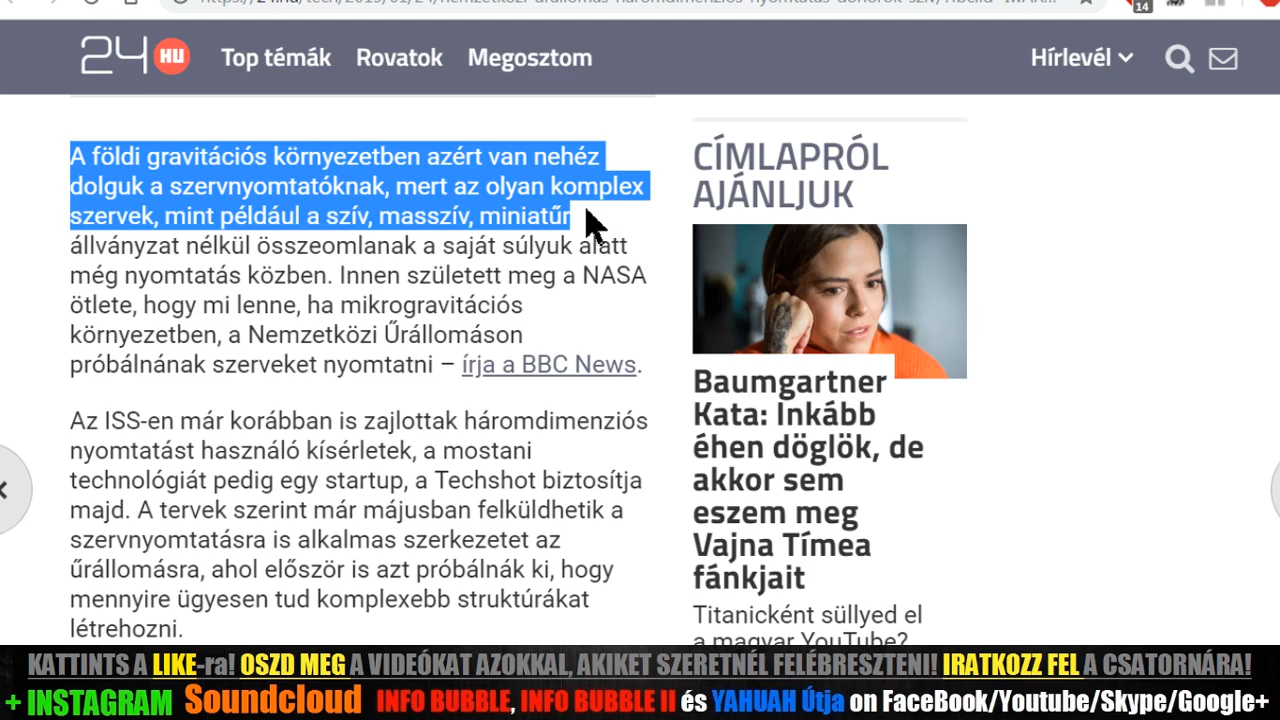 24 HU Top témák Rovatok Megosztom Hírlevél
14
A földi gravitációs környezetben azért van nehéz
dolguk a szervnyomtatóknak, mert az olyan komplex
szervek, mint például a szív, masszív, miniatűr
állványzat nélkül összeomlanak a saját súlyuk alatt
még nyomtatás közben. Innen született meg a NASA
ötlete, hogy mi lenne, ha mikrogravitációs
környezetben, a Nemzetközi Űrállomáson
próbálnának szerveket nyomtatni – írja a BBC News.
Az ISS-en már korábban is zajlottak háromdimenziós
nyomtatást használó kísérletek, a mostani
technológiát pedig egy startup, a Techshot biztosítja
majd. A tervek szerint már májusban felküldhetik a
szervnyomtatásra is alkalmas szerkezetet az
űrállomásra, ahol először is azt próbálnák ki, hogy
mennyire ügyesen tud komplexebb struktúrákat
létrehozni.
CÍMLAPRÓL
AJÁNLJUK
Baumgartner
Kata: Inkább
éhen döglök, de
akkor sem
eszem meg
Vajna Tímea
fánkjait
Titanicként süllyed el
a magyar YouTube?
KATTINTS A LIKE-ra! OSZD MEG A VIDEÓKAT AZOKKAL, AKIKET SZERETNÉL FELÉBRESZTENI! IRATKOZZ FEL A CSATORNÁRA!
+ INSTAGRAM Soundcloud INFO BUBBLE, INFO BUBBLE II és YAHUAH Útja on FaceBook/Youtube/Skype/Google+